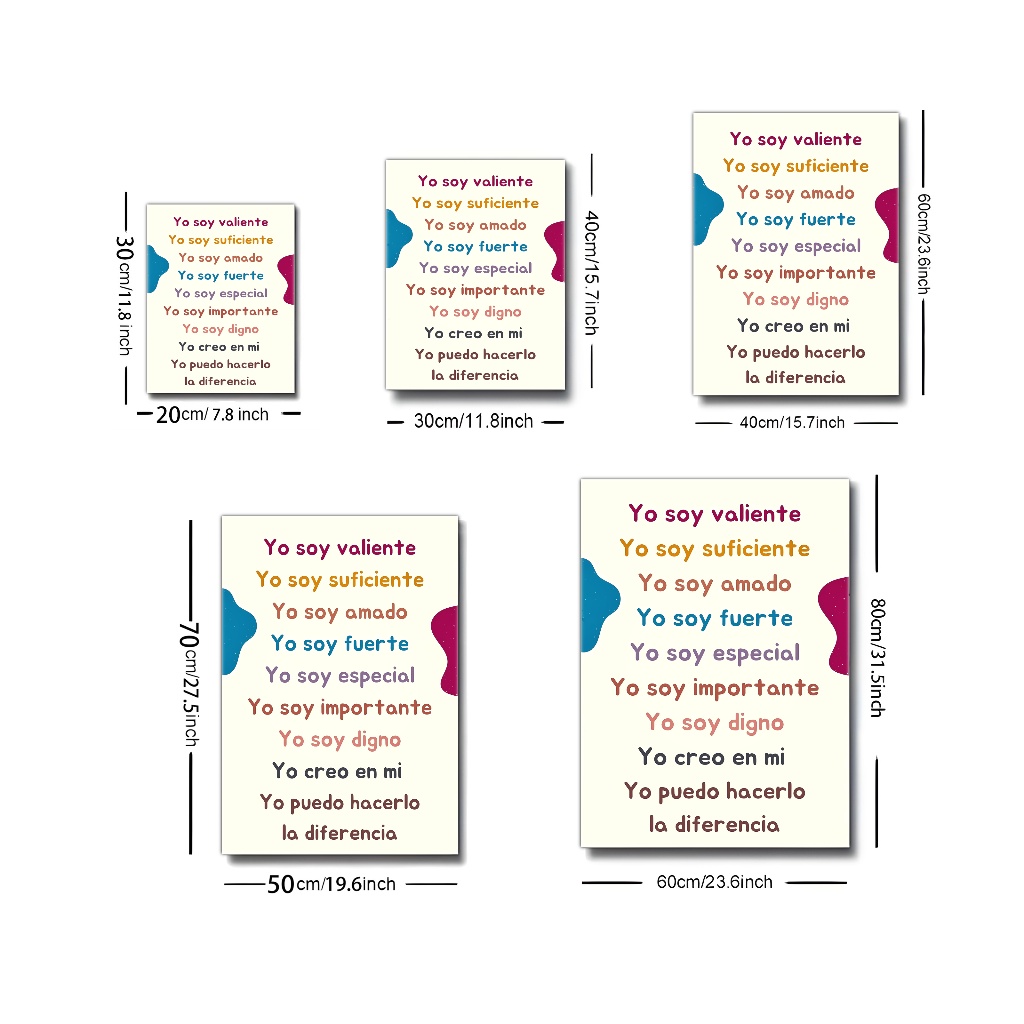 Yo soy valiente
Yo soy suficiente
Yo soy amado
Yo soy fuerte
Yo soy especial
Yo soy importante
Yo soy digno
Yo creo en mi
Yo puedo hacerlo
la diferencia
30cm/11.8 inch
20cm/ 7.8 inch
Yo soy valiente
Yo soy suficiente
Yo soy amado
Yo soy fuerte
Yo soy especial
Yo soy importante
Yo soy digno
Yo creo en mi
Yo puedo hacerlo
la diferencia
40cm/15.7inch
30cm/11.8inch
Yo soy valiente
Yo soy suficiente
Yo soy amado
Yo soy fuerte
Yo soy especial
Yo soy importante
Yo soy digno
Yo creo en mi
Yo puedo hacerlo
la diferencia
60cm/23.6inch
40cm/15.7inch
Yo soy valiente
Yo soy suficiente
Yo soy amado
Yo soy fuerte
Yo soy especial
Yo soy importante
Yo soy digno
Yo creo en mi
Yo puedo hacerlo
la diferencia
70cm/27.5inch
50cm/19.6inch
Yo soy valiente
Yo soy suficiente
Yo soy amado
Yo soy fuerte
Yo soy especial
Yo soy importante
Yo soy digno
Yo creo en mi
Yo puedo hacerlo
la diferencia
80cm/31.5inch
60cm/23.6inch